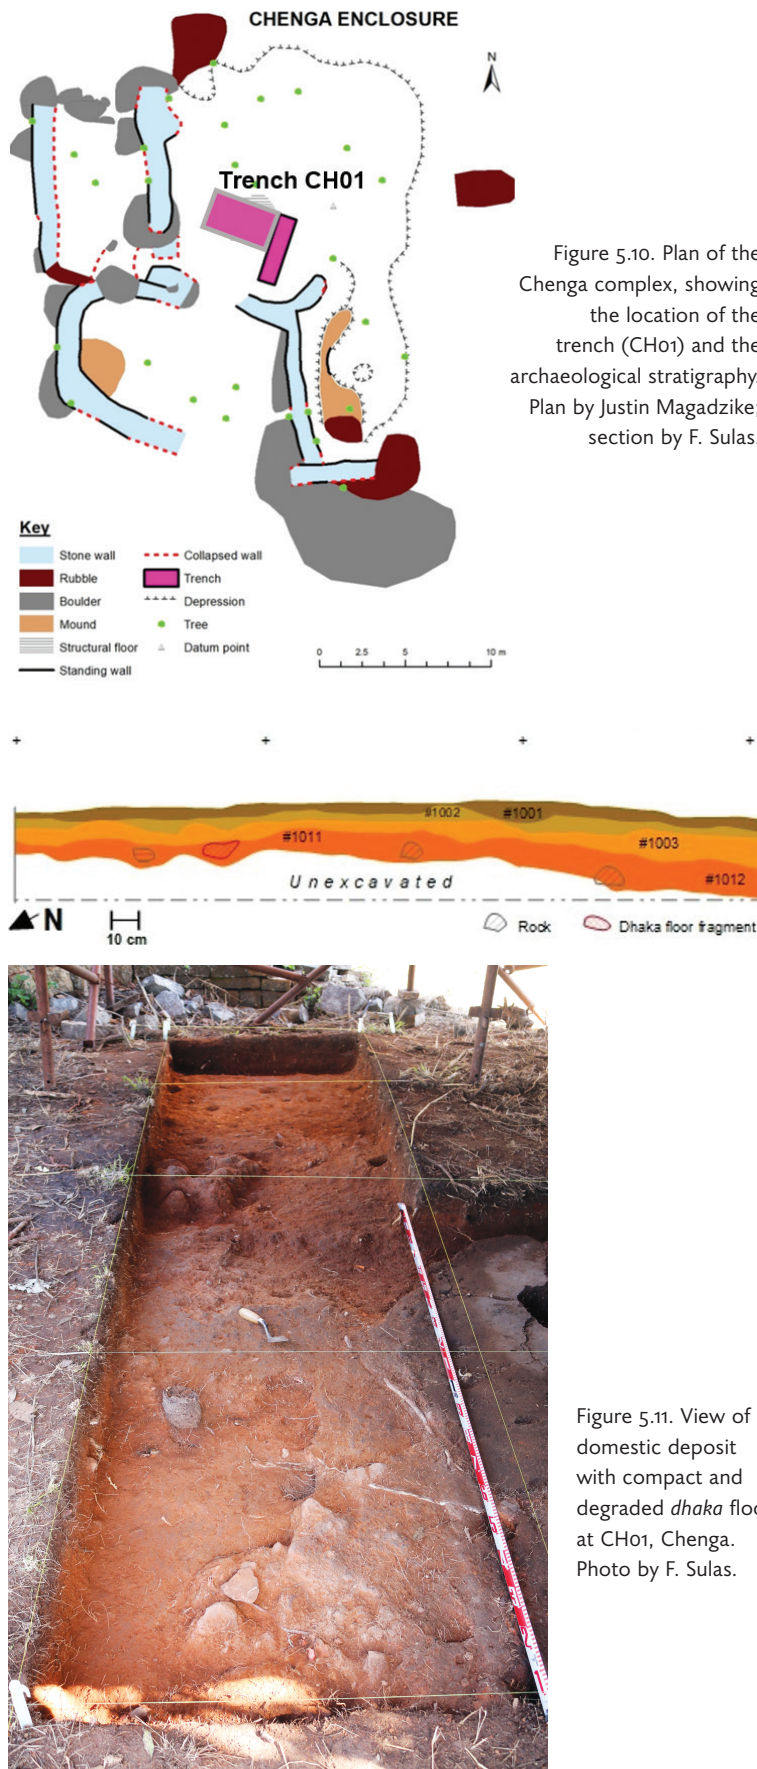 CHENGA ENCLOSURE
N
Trench CH01
Figure 5.10. Plan of the
Chenga complex, showing
the location of the
trench (CH01) and the
archaeological stratigraphy.
Plan by Justin Magadzike;
section by F. Sulas.
Key
Stone wall
Collapsed wall
Rubble
Trench
Boulder
Depression
Mound
Tree
Structural floor
Datum point
Standing wall
0 2.5 5 10 m
#1002
#1001
#1011
#1003
#1012
Unexcavated
N
10 cm
Rock
Dhaka floor fragment
Figure 5.11. View of
domestic deposit
with compact and
degraded dhaka floo
at CH01, Chenga.
Photo by F. Sulas.